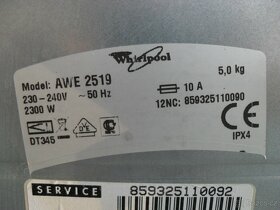 Whirlpool
Model: AWE 2519
5,0 kg
230-240V ~ 50 Hz
10 A
2300 W
12NC: 859325110090
DT345
IPX4
SERVICE
859325110092